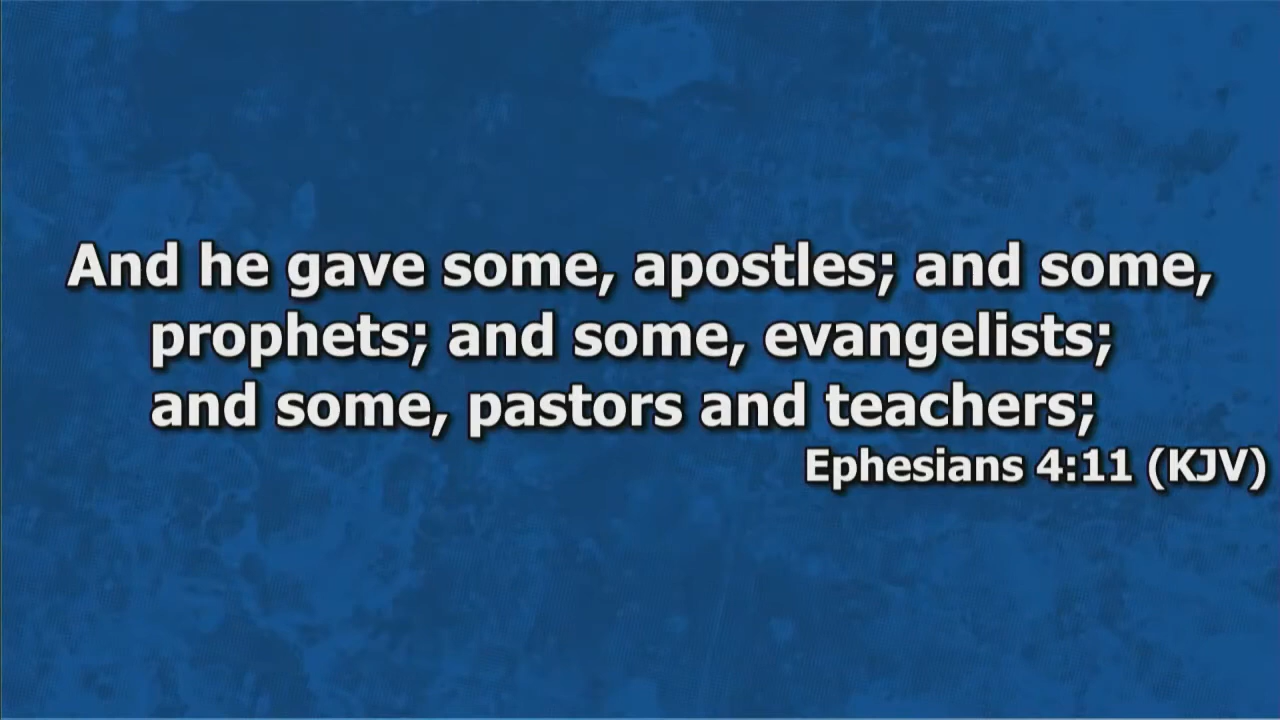 And he gave some, apostles; and some,
prophets; and some, evangelists;
and some, pastors and teachers;
Ephesians 4:11 (KJV)